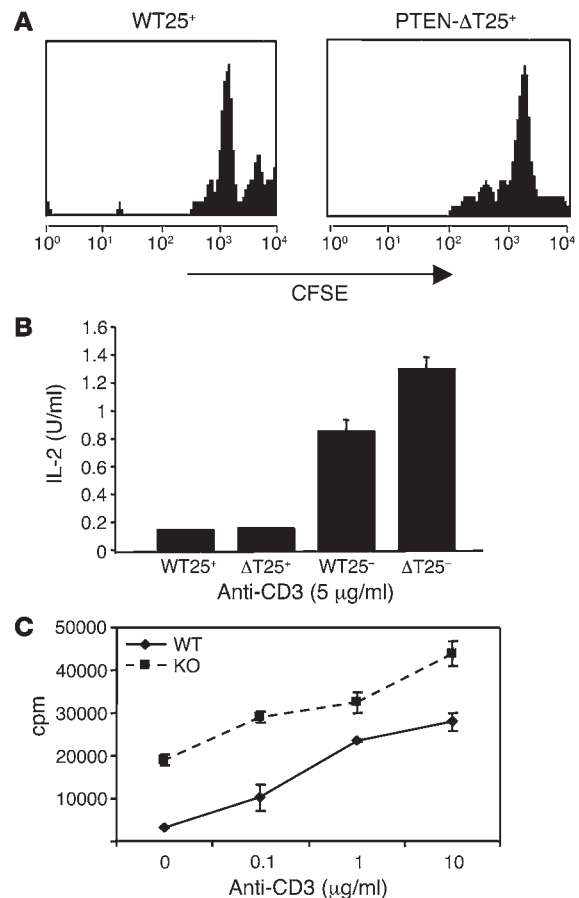 A
WT25⁺
PTEN-ΔT25⁺
10⁰ 10¹ 10² 10³ 10⁴
10⁰ 10¹ 10² 10³ 10⁴
CFSE
B
IL-2 (U/ml)
1.6
1.4
1.2
1
0.8
0.6
0.4
0.2
0
WT25⁺ ΔT25⁺ WT25⁻ ΔT25⁻
Anti-CD3 (5 μg/ml)
C
cpm
50000
40000
30000
20000
10000
WT
KO
0 0.1 1 10
Anti-CD3 (μg/ml)